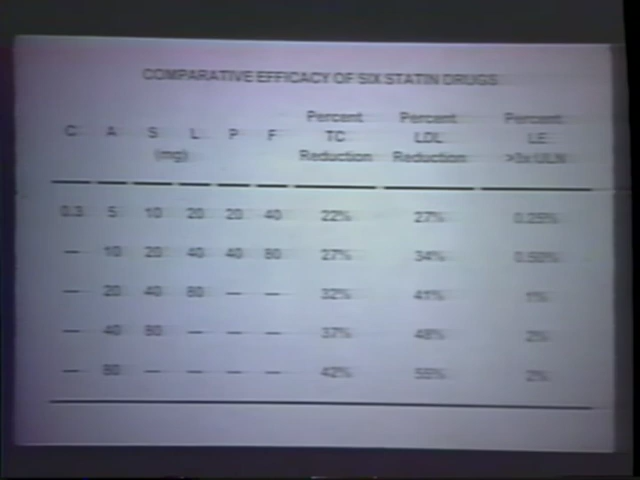 COMPARATIVE EFFICACY OF SIX STATIN DRUGS
C A S L P F Percent Percent Percent
(mg) TC LDL LE
Reduction Reduction >3x ULN
0.3 5 10 20 20 40 22% 27% 0.25%
— 10 20 40 40 80 27% 34% 0.50%
— 20 40 80 — — 32% 41% 1%
— 40 80 — — — 37% 48% 2%
— 80 — — — — 42% 55% 2%